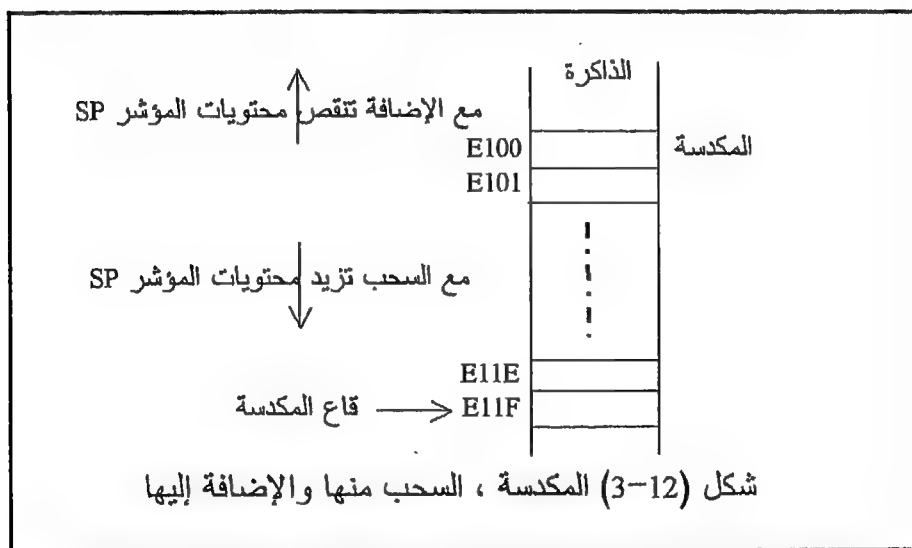 الذاكرة
مع الإضافة تتقص محتويات المؤشر SP
E100
المكدسة
E101
مع السحب تزيد محتويات المؤشر SP
E11E
قاع المكدسة
E11F
شكل (12-3) المكدسة ، السحب منها والإضافة إليها